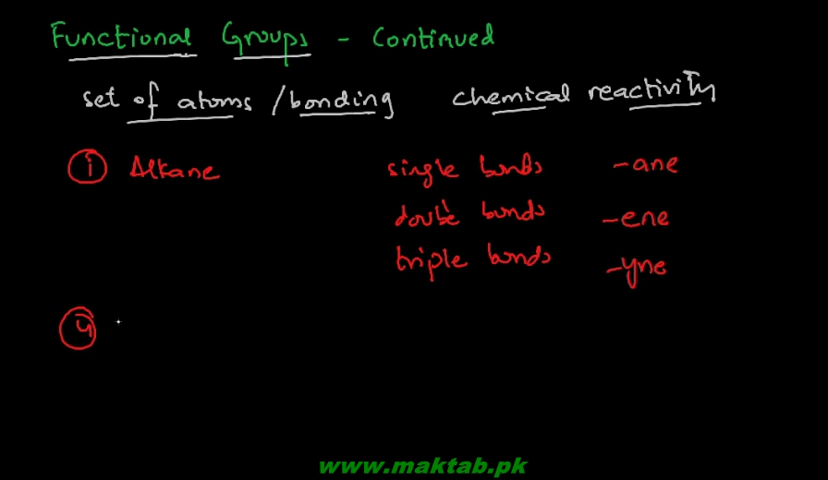 Functional Groups - Continued
set of atoms / bonding chemical reactivity
① Alkane single bonds -ane
double bonds -ene
triple bonds -yne
④
www.maktab.pk